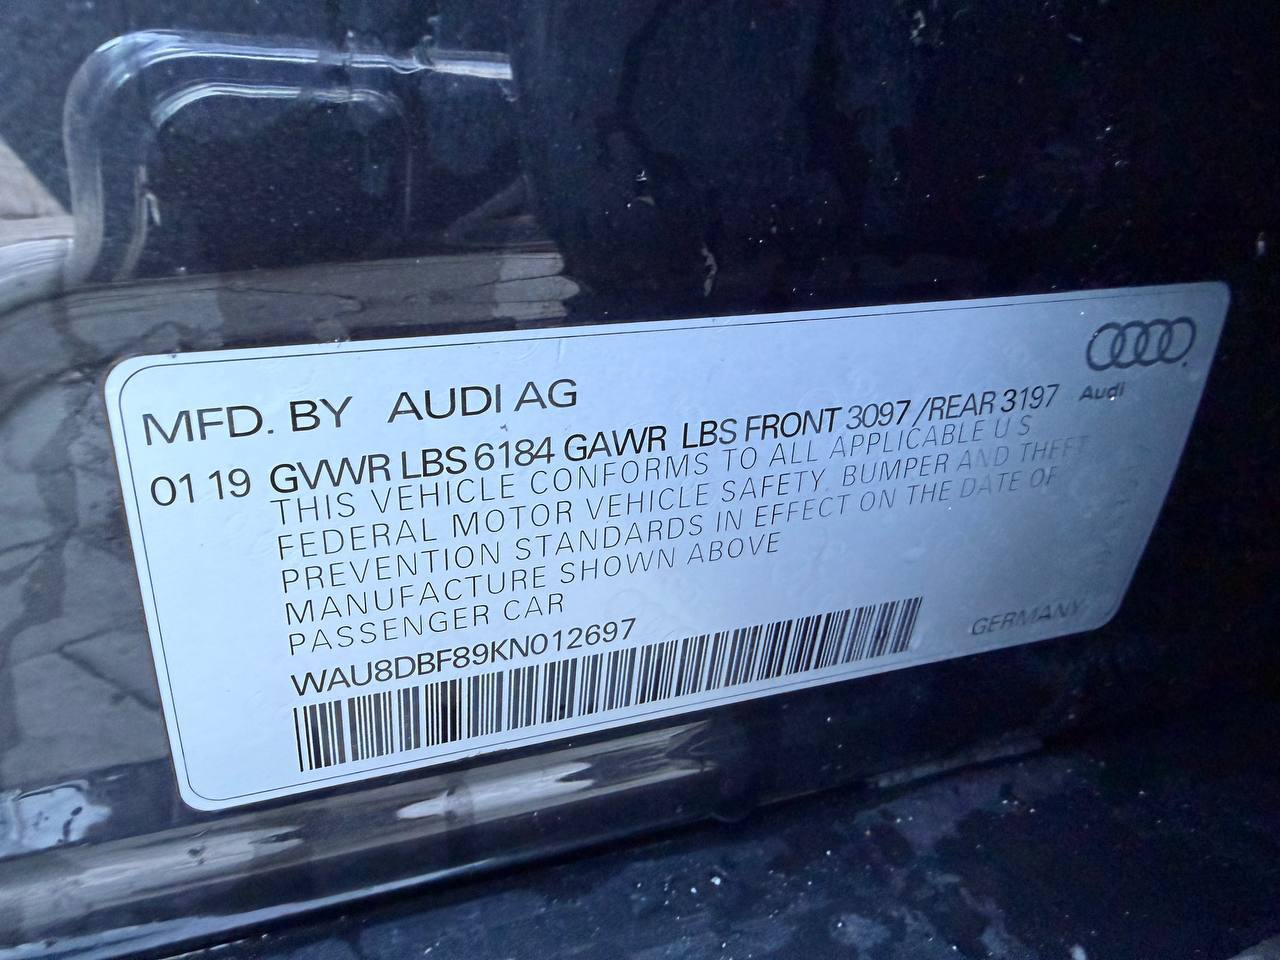 Audi
MFD. BY AUDI AG
01 19 GVWR LBS 6184 GAWR LBS FRONT 3097 /REAR 3197
THIS VEHICLE CONFORMS TO ALL APPLICABLE U S
FEDERAL MOTOR VEHICLE SAFETY, BUMPER AND THEFT
PREVENTION STANDARDS IN EFFECT ON THE DATE OF
MANUFACTURE SHOWN ABOVE
PASSENGER CAR
WAU8DBF89KN012697
GERMANY